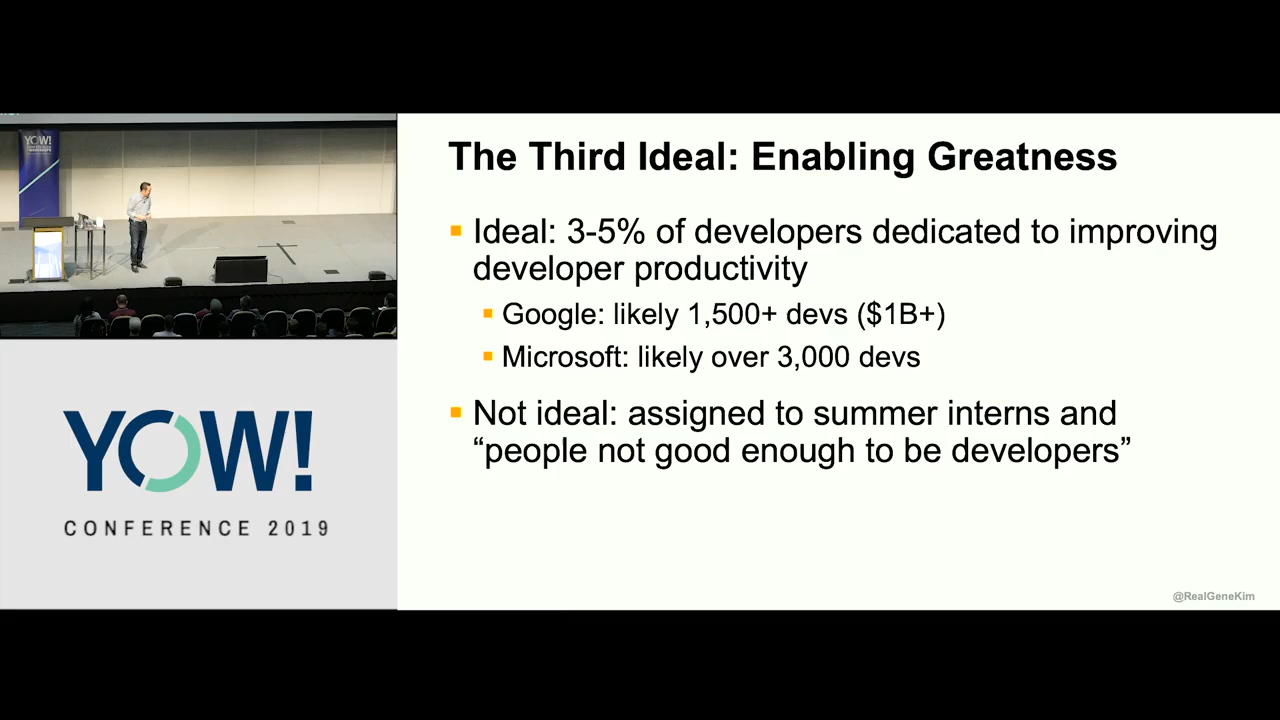 YOW!
The Third Ideal: Enabling Greatness
Ideal: 3-5% of developers dedicated to improving
developer productivity
Google: likely 1,500+ devs ($1B+)
Microsoft: likely over 3,000 devs
Not ideal: assigned to summer interns and
“people not good enough to be developers”
YOW!
CONFERENCE 2019
@RealGeneKim